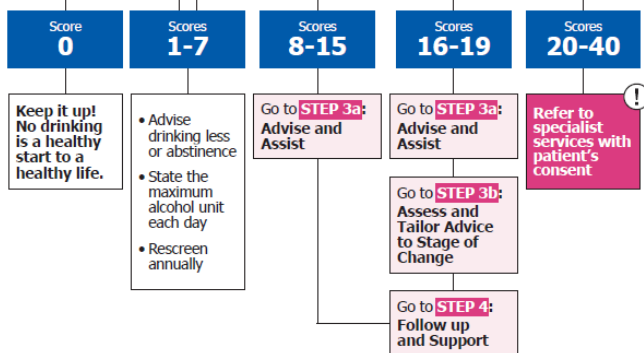 Score
0
Scores
1-7
Scores
8-15
Scores
16-19
Scores
20-40
Keep it up!
No drinking
is a healthy
start to a
healthy life.
• Advise
drinking less
or abstinence
• State the
maximum
alcohol unit
each day
• Rescreen
annually
Go to STEP 3a:
Advise and
Assist
Go to STEP 3a:
Advise and
Assist
Go to STEP 3b:
Assess and
Tailor Advice
to Stage of
Change
Go to STEP 4:
Follow up
and Support
!
Refer to
specialist
services with
patient's
consent